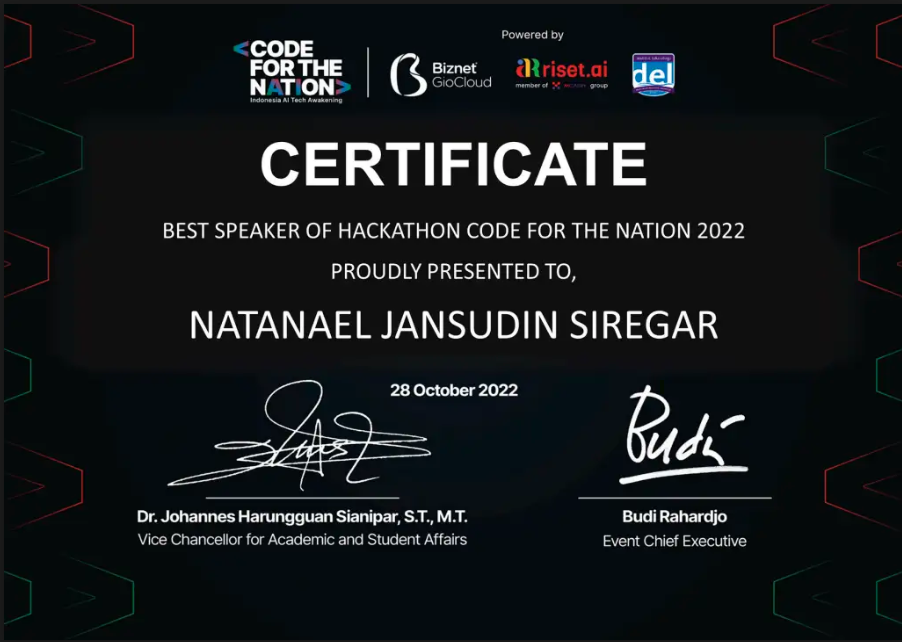 <CODE
FOR THE
NATION>
Indonesia AI Tech Awakening
Biznet
GioCloud
Powered by
riset.ai
member of group
del
CERTIFICATE
BEST SPEAKER OF HACKATHON CODE FOR THE NATION 2022
PROUDLY PRESENTED TO,
NATANAEL JANSUDIN SIREGAR
28 October 2022
Budi
Dr. Johannes Harungguan Sianipar, S.T., M.T.
Vice Chancellor for Academic and Student Affairs
Budi Rahardjo
Event Chief Executive